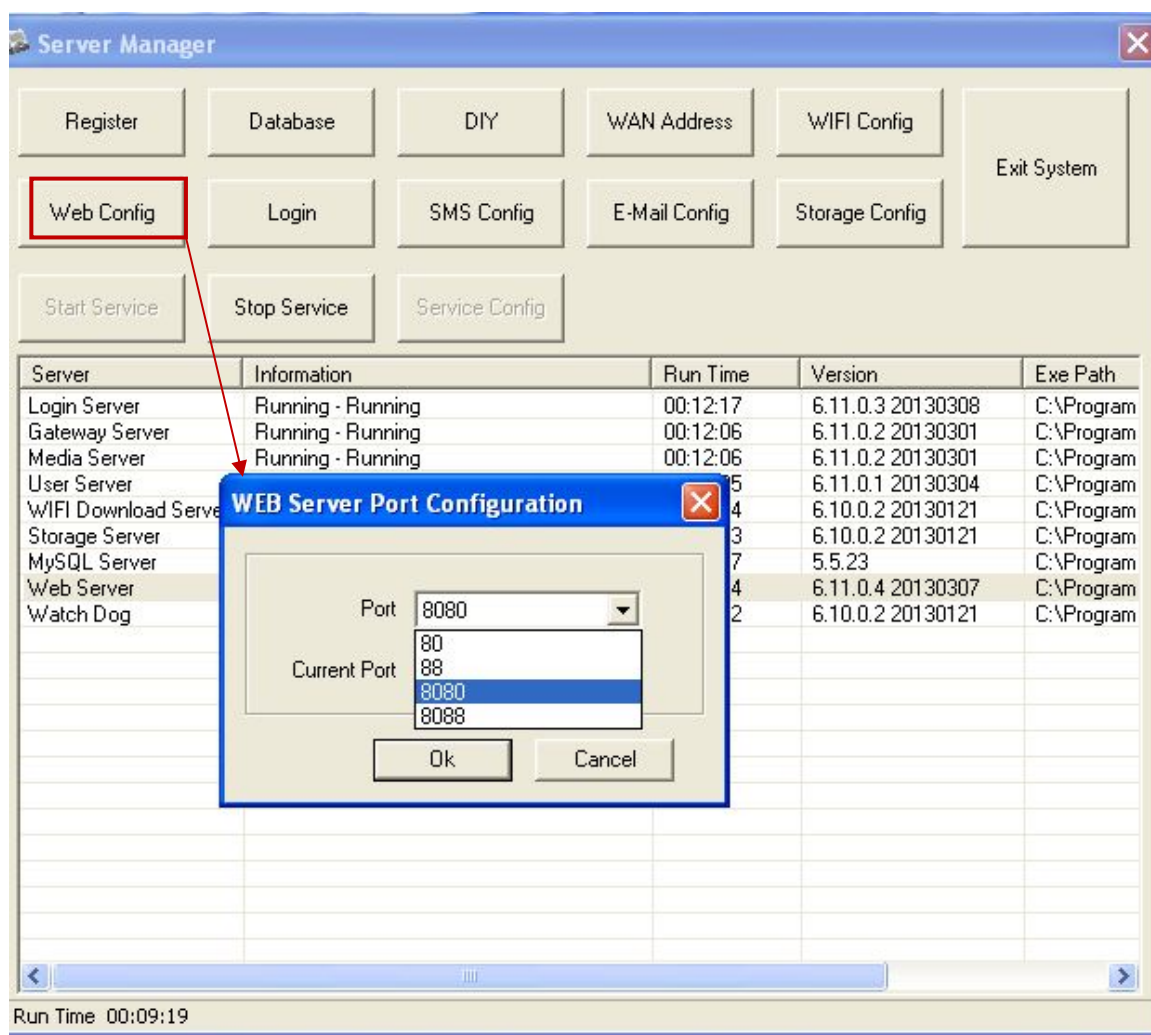 Server Manager
Register Database DIY WAN Address WIFI Config
Exit System
Web Config Login SMS Config E-Mail Config Storage Config
Start Service Stop Service Service Config
Server Information Run Time Version Exe Path
Login Server Running - Running 00:12:17 6.11.0.3 20130308 C:\Program
Gateway Server Running - Running 00:12:06 6.11.0.2 20130301 C:\Program
Media Server Running - Running 00:12:06 6.11.0.2 20130301 C:\Program
User Server 5 6.11.0.1 20130304 C:\Program
WIFI Download Serve 4 6.10.0.2 20130121 C:\Program
Storage Server 3 6.10.0.2 20130121 C:\Program
MySQL Server 7 5.5.23 C:\Program
Web Server 4 6.11.0.4 20130307 C:\Program
Watch Dog 2 6.10.0.2 20130121 C:\Program
WEB Server Port Configuration
Port 8080
80
Current Port 88
8080
8088
Ok Cancel
Run Time 00:09:19